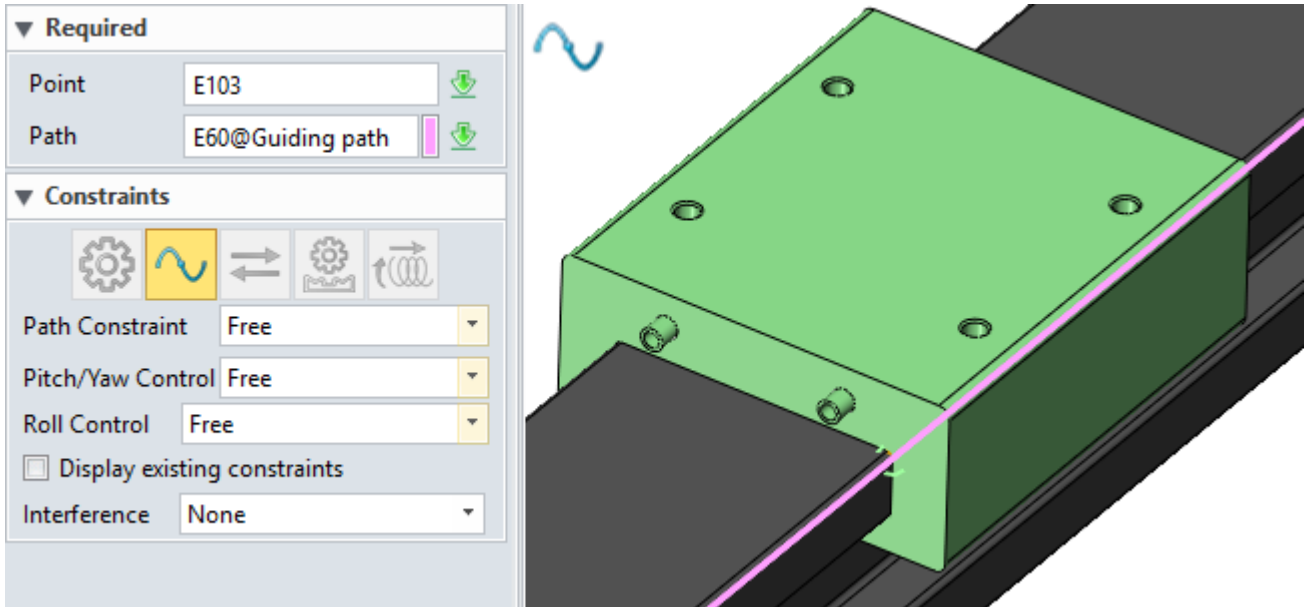 Required
Point E103
Path E60@Guiding path
Constraints
Path Constraint Free
Pitch/Yaw Control Free
Roll Control Free
Display existing constraints
Interference None